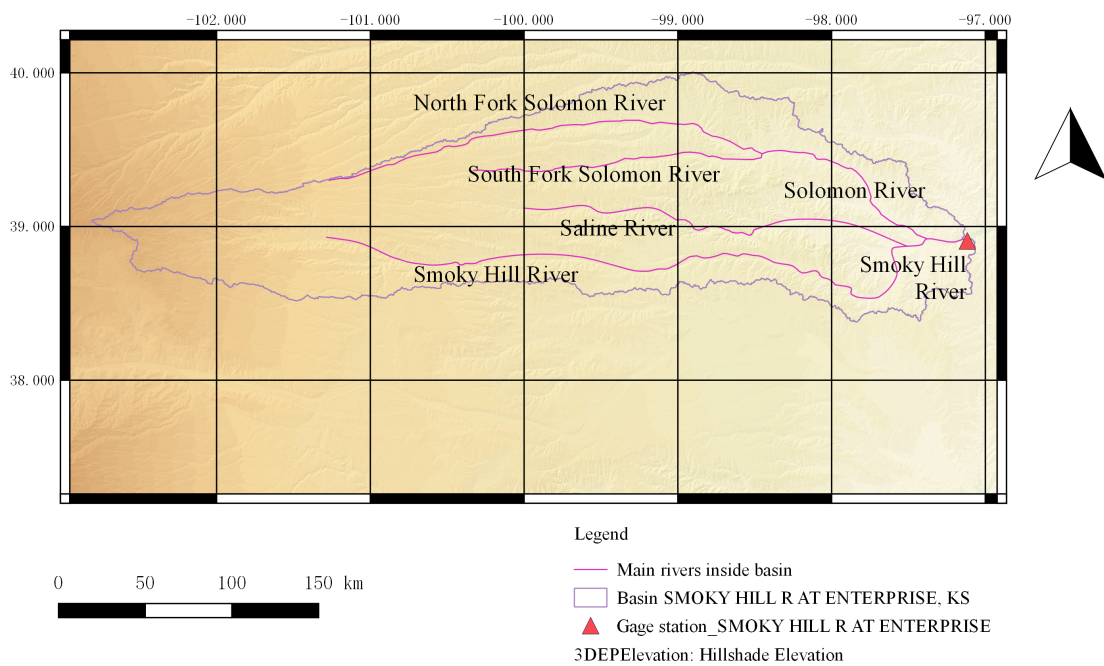 -102.000 -101.000 -100.000 -99.000 -98.000 -97.000
40.000
North Fork Solomon River
South Fork Solomon River
Solomon River
39.000
Saline River
Smoky Hill River
Smoky Hill
River
38.000
Legend
Main rivers inside basin
0 50 100 150 km
Basin SMOKY HILL R AT ENTERPRISE, KS
Gage station_SMOKY HILL R AT ENTERPRISE
3DEPElevation: Hillshade Elevation